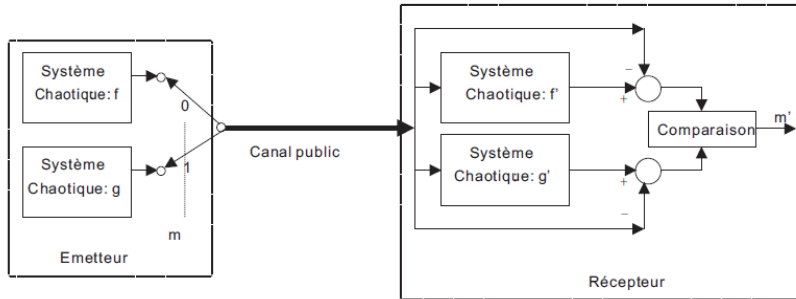 Système
Chaotique: f
0
Système
Chaotique: g
1
m
Emetteur
Canal public
Système
Chaotique: f'
−
+
Comparaison
m'
Système
Chaotique: g'
+
−
Récepteur